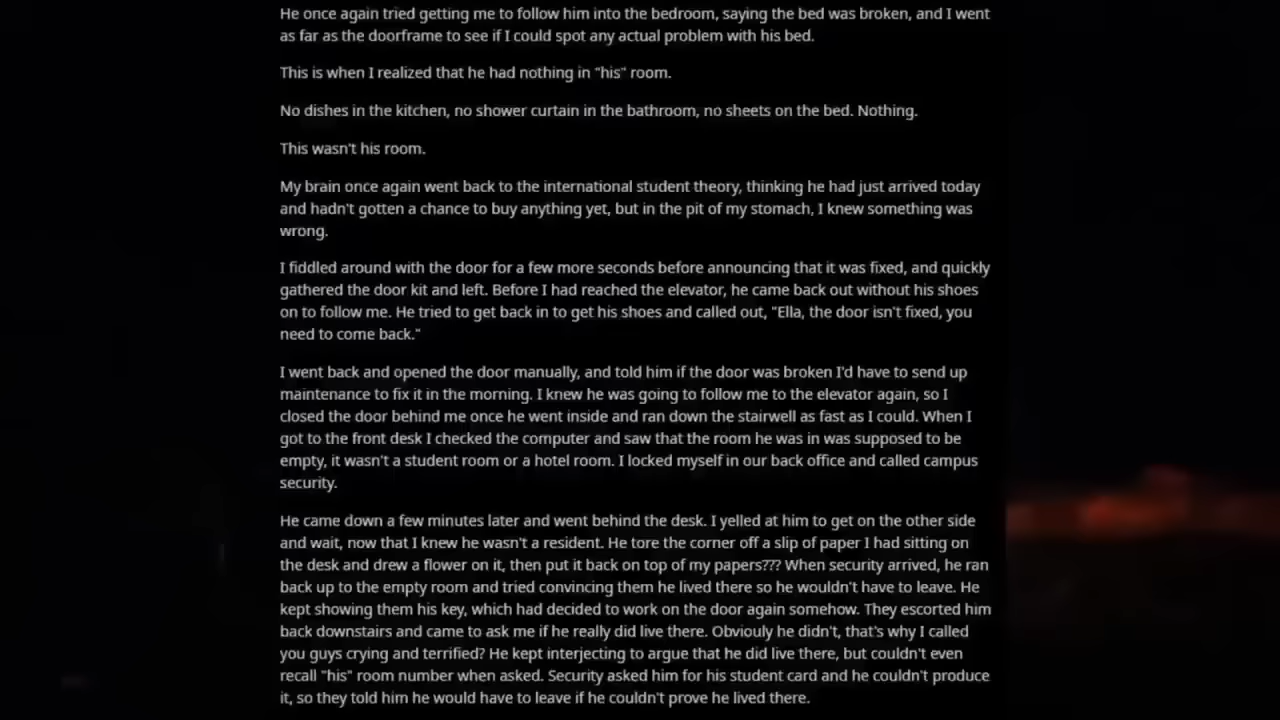 He once again tried getting me to follow him into the bedroom, saying the bed was broken, and I went
as far as the doorframe to see if I could spot any actual problem with his bed.
This is when I realized that he had nothing in "his" room.
No dishes in the kitchen, no shower curtain in the bathroom, no sheets on the bed. Nothing.
This wasn't his room.
My brain once again went back to the international student theory, thinking he had just arrived today
and hadn't gotten a chance to buy anything yet, but in the pit of my stomach, I knew something was
wrong.
I fiddled around with the door for a few more seconds before announcing that it was fixed, and quickly
gathered the door kit and left. Before I had reached the elevator, he came back out without his shoes
on to follow me. He tried to get back in to get his shoes and called out, "Ella, the door isn't fixed, you
need to come back."
I went back and opened the door manually, and told him if the door was broken I'd have to send up
maintenance to fix it in the morning. I knew he was going to follow me to the elevator again, so I
closed the door behind me once he went inside and ran down the stairwell as fast as I could. When I
got to the front desk I checked the computer and saw that the room he was in was supposed to be
empty, it wasn't a student room or a hotel room. I locked myself in our back office and called campus
security.
He came down a few minutes later and went behind the desk. I yelled at him to get on the other side
and wait, now that I knew he wasn't a resident. He tore the corner off a slip of paper I had sitting on
the desk and drew a flower on it, then put it back on top of my papers??? When security arrived, he ran
back up to the empty room and tried convincing them he lived there so he wouldn't have to leave. He
kept showing them his key, which had decided to work on the door again somehow. They escorted him
back downstairs and came to ask me if he really did live there. Obviouly he didn't, that's why I called
you guys crying and terrified? He kept interjecting to argue that he did live there, but couldn't even
recall "his" room number when asked. Security asked him for his student card and he couldn't produce
it, so they told him he would have to leave if he couldn't prove he lived there.